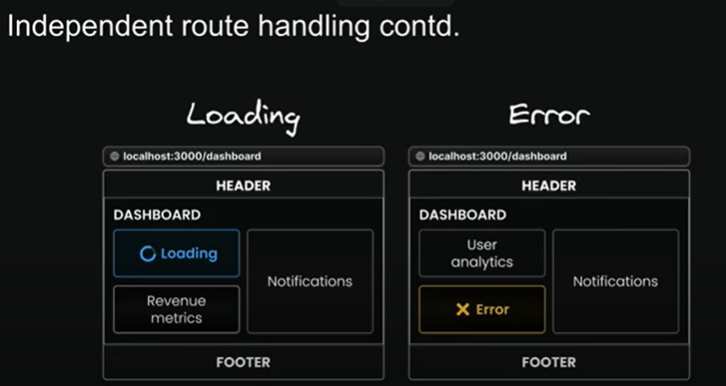 Independent route handling contd.
Loading
localhost:3000/dashboard
HEADER
DASHBOARD
Loading
Revenue
metrics
Notifications
FOOTER
Error
localhost:3000/dashboard
HEADER
DASHBOARD
User
analytics
Error
Notifications
FOOTER